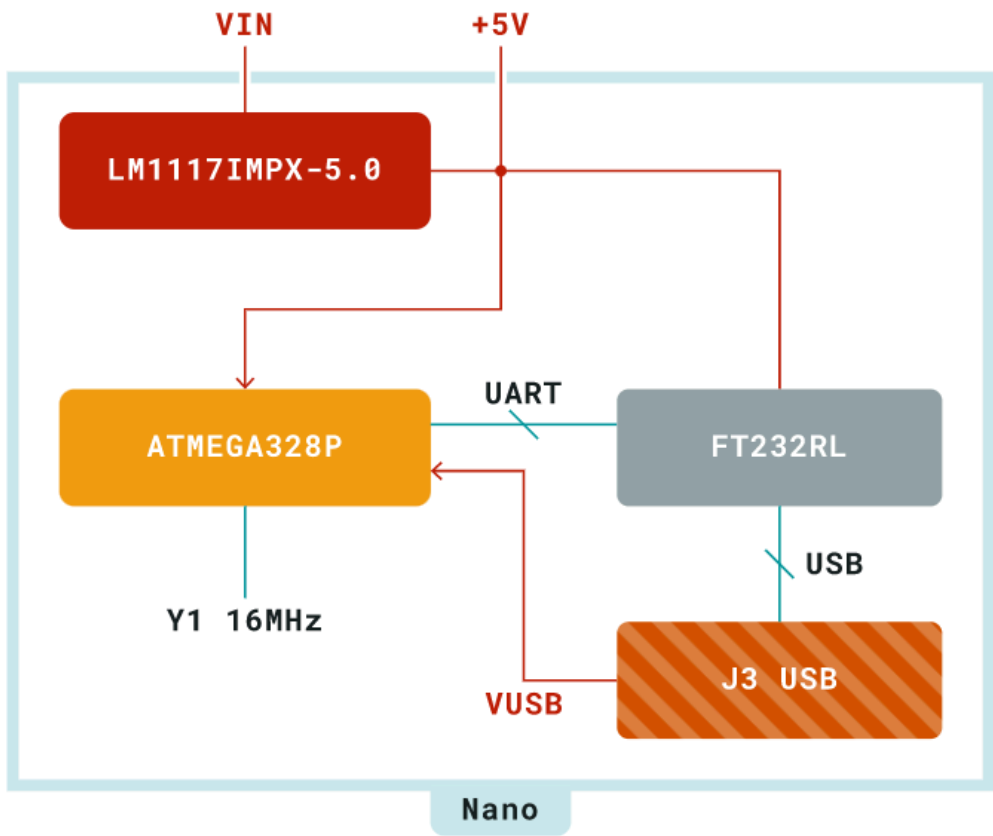 VIN
+5V
LM1117IMPX-5.0
UART
ATMEGA328P
FT232RL
USB
Y1 16MHz
J3 USB
VUSB
Nano